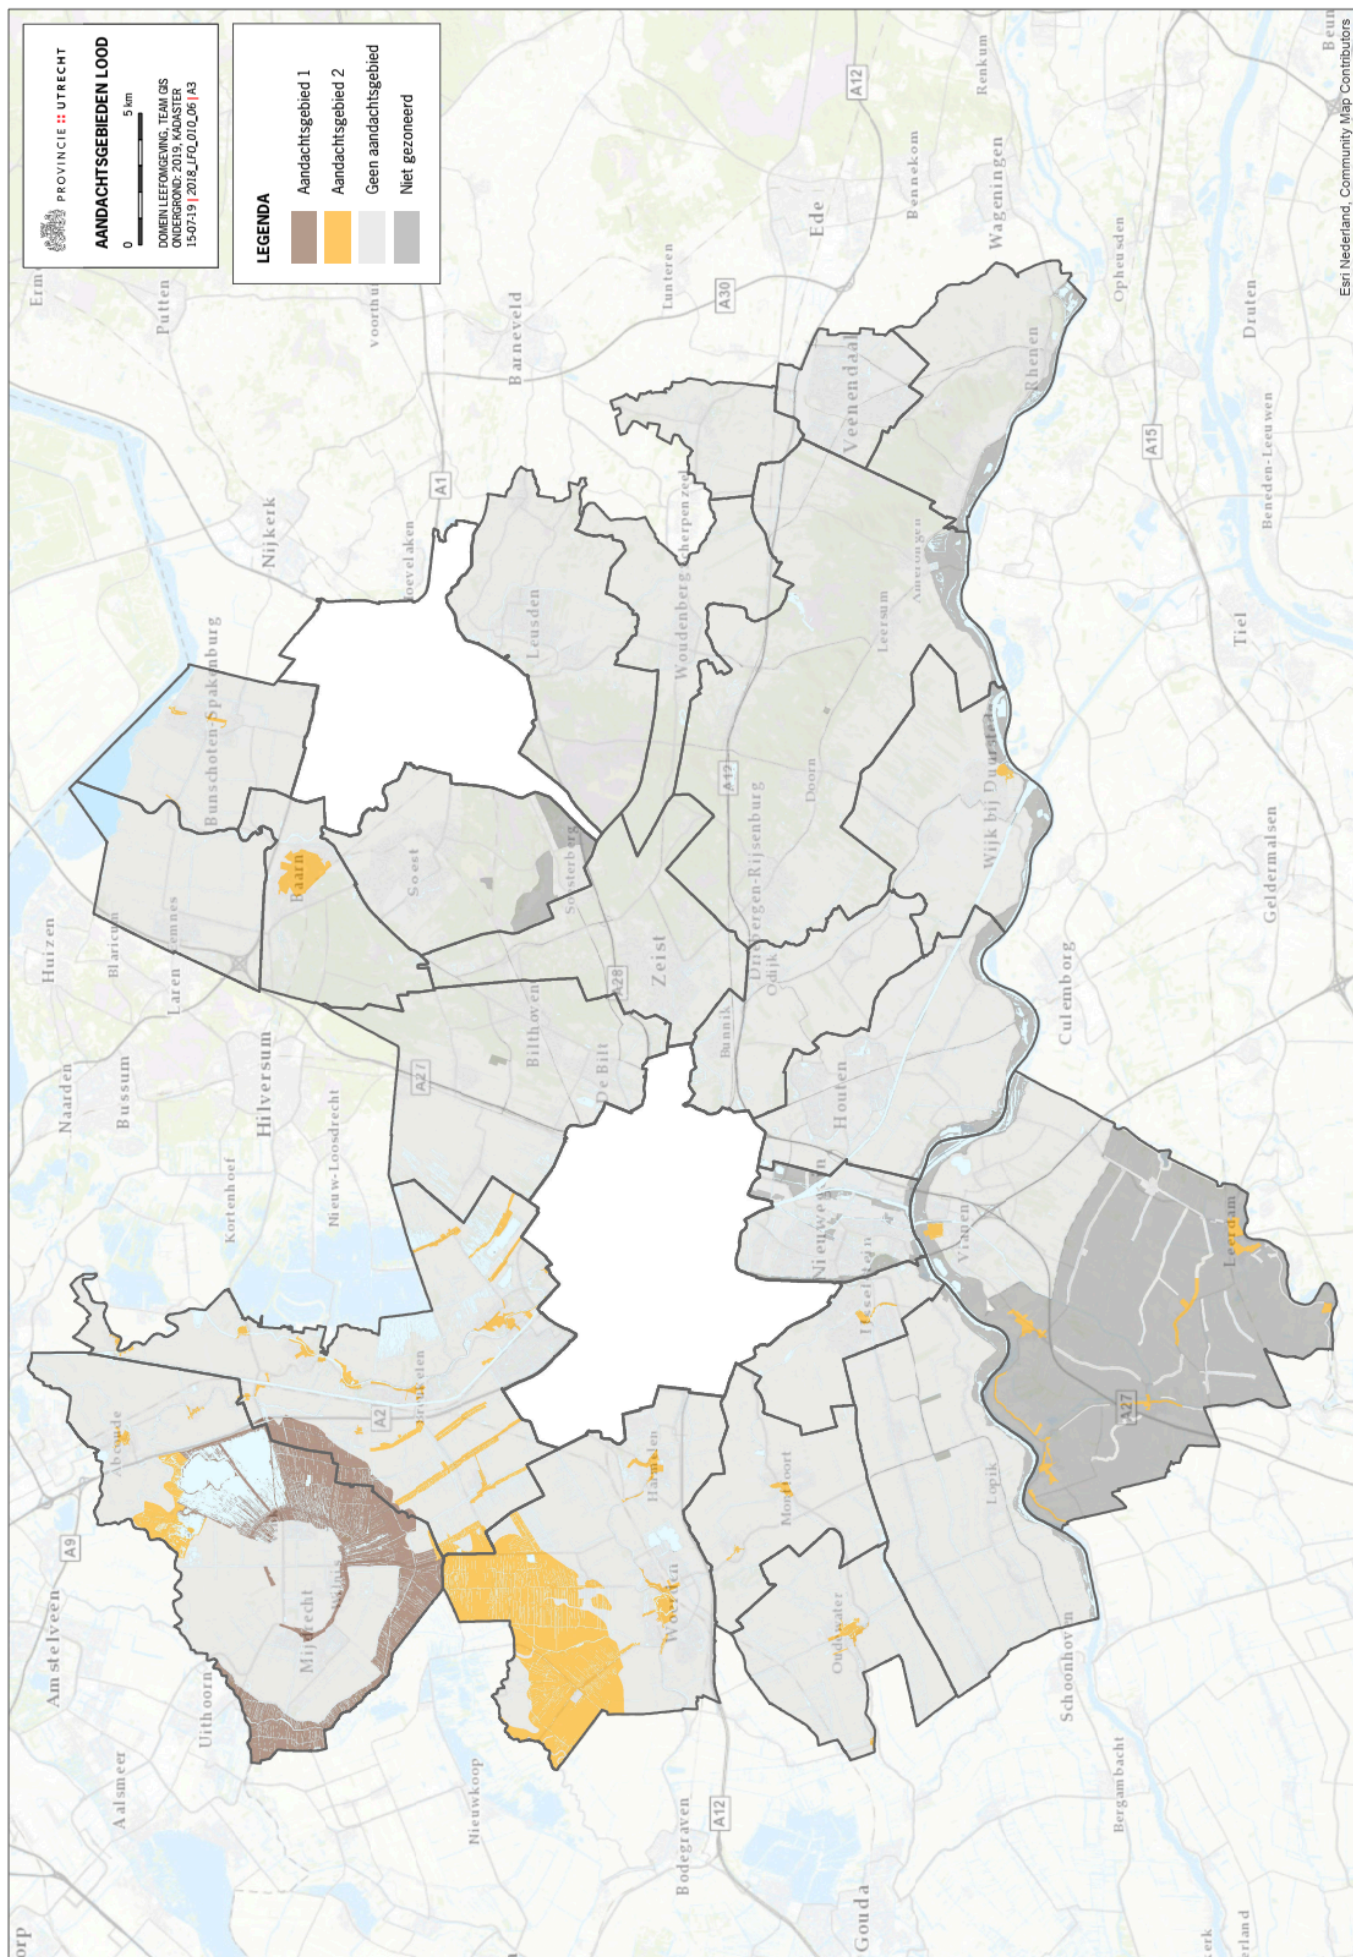 PROVINCIE :: UTRECHT
AANDACHTSGEBIEDEN LOOD
0 5 km
DOMEIN LEEFOMGEVING, TEAM GIS
ONDERGROND: 2019, KADASTER
15-07-19 | 2018_LFO_010_06 | A3
LEGENDA
Aandachtsgebied 1
Aandachtsgebied 2
Geen aandachtsgebied
Niet gezoneerd
Amstelveen
A9
Aalsmeer
Uithoorn
Abcoude
Mijdrecht
A2
Breukelen
Nieuwkoop
Bodegraven
A12
Gouda
Woerden
Harmelen
Montfoort
Oudewater
Lopik
Schoonhoven
Bergambacht
Naarden
Bussum
Hilversum
Kortenhoef
Nieuw-Loosdrecht
Huizen
Blaricum
Laren
Eemnes
Baarn
Soest
Soesterberg
Bunschoten-Spakenburg
Nijkerk
Hoevelaken
A1
Putten
Voorthui
Barneveld
Lunteren
A30
Ede
A12
Renkum
Bennekom
Wageningen
Leusden
Woudenberg
Scherpenzeel
Veenendaal
Rhenen
Opheusden
Druten
A15
Beneden-Leeuwen
Tiel
Amerongen
Leersum
Doorn
A12
Driebergen-Rijsenburg
Wijk bij Duurstede
Odijk
Zeist
A28
Bilthoven
De Bilt
A27
Bunnik
Houten
Nieuwegein
IJsselstein
Vianen
Culemborg
Geldermalsen
Leerdam
A27
Esri Nederland, Community Map Contributors